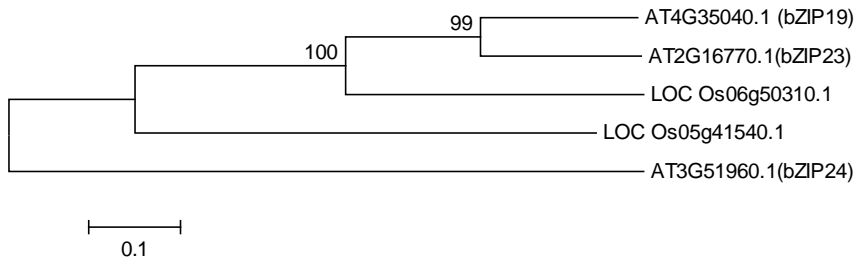 AT4G35040.1 (bZIP19)
99
AT2G16770.1(bZIP23)
100
LOC Os06g50310.1
LOC Os05g41540.1
AT3G51960.1(bZIP24)
0.1